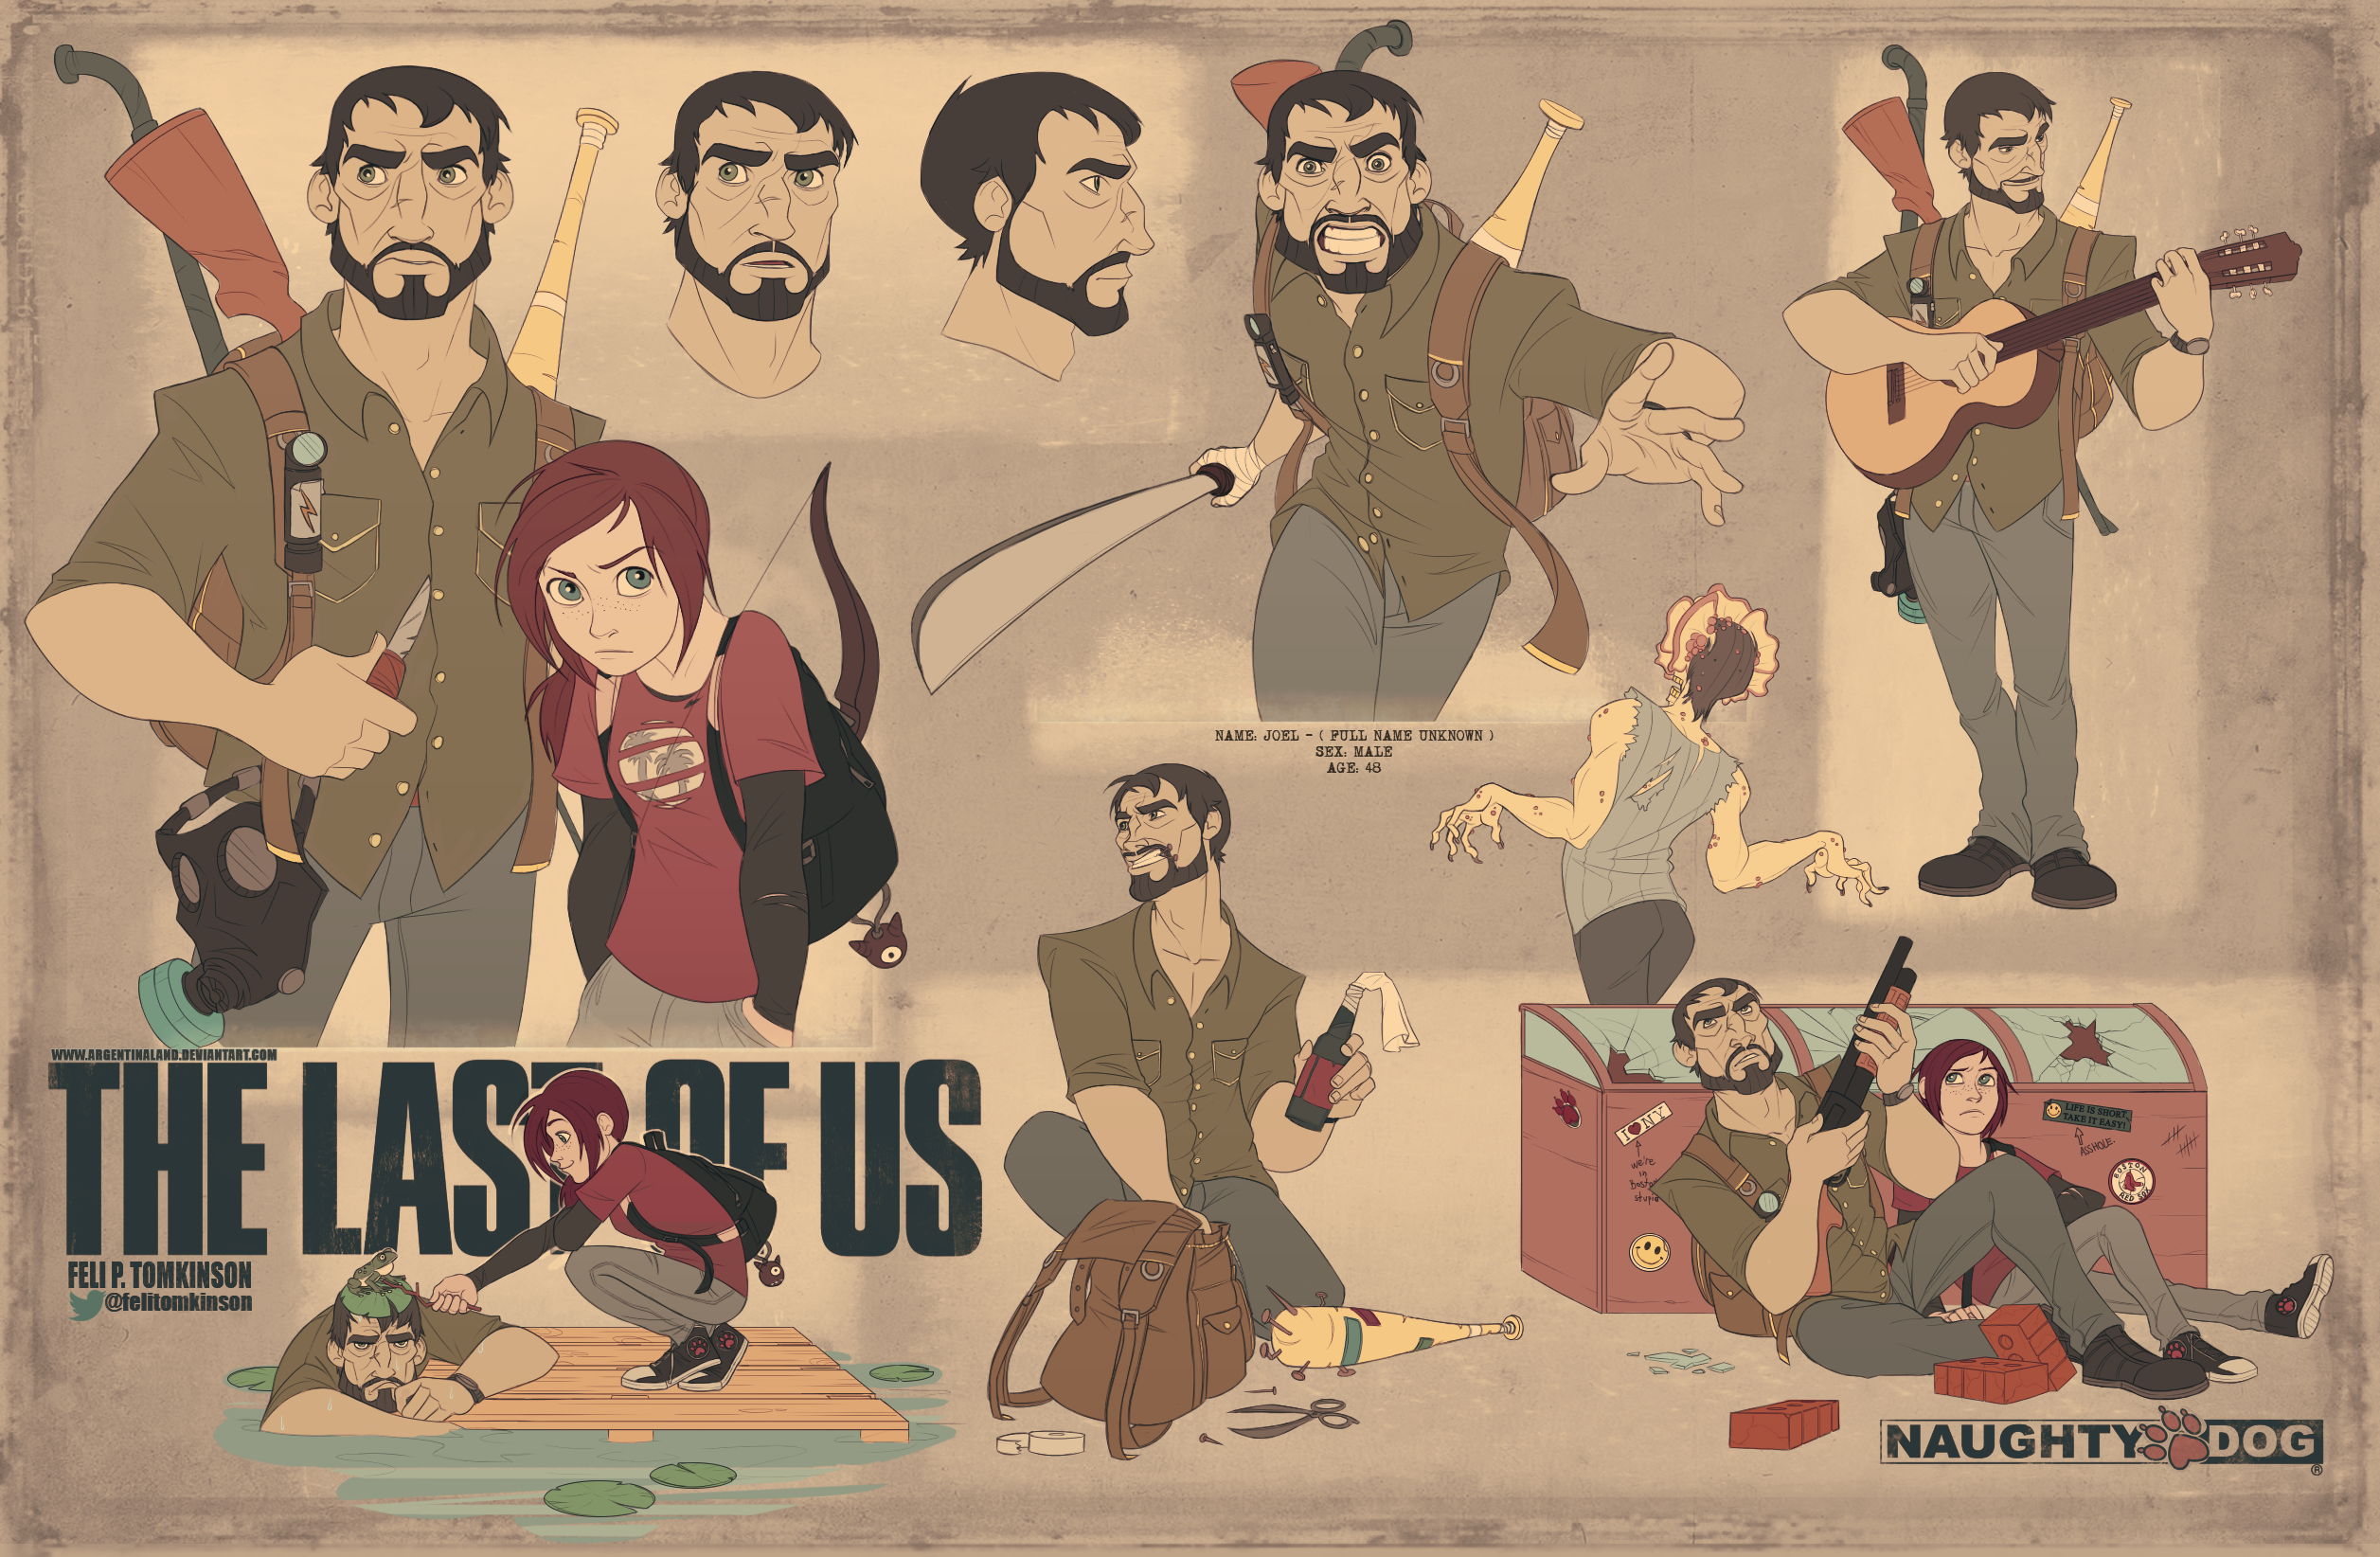 NAME: JOEL - ( FULL NAME UNKNOWN )
SEX: MALE
AGE: 48
WWW.ARGENTINALAND.DEVIANTART.COM
THE LAST OF US
FELI P. TOMKINSON
@felitomkinson
I NY
we're
in
stupid
LIFE IS SHORT,
TAKE IT EASY!
ASSHOLE
BOSTON
RED SOX
NAUGHTY DOG
®